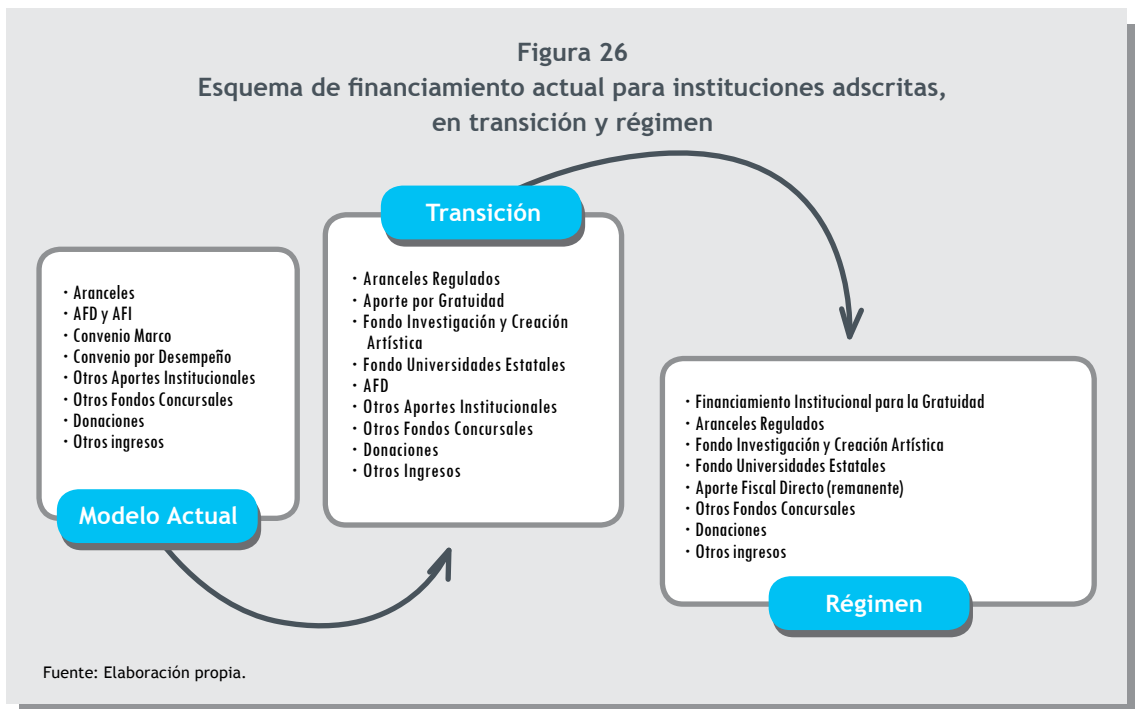 Figura 26
Esquema de financiamiento actual para instituciones adscritas,
en transición y régimen
· Aranceles
· AFD y AFI
· Convenio Marco
· Convenio por Desempeño
· Otros Aportes Institucionales
· Otros Fondos Concursales
· Donaciones
· Otros ingresos
Modelo Actual
Transición
· Aranceles Regulados
· Aporte por Gratuidad
· Fondo Investigación y Creación
Artística
· Fondo Universidades Estatales
· AFD
· Otros Aportes Institucionales
· Otros Fondos Concursales
· Donaciones
· Otros Ingresos
· Financiamiento Institucional para la Gratuidad
· Aranceles Regulados
· Fondo Investigación y Creación Artística
· Fondo Universidades Estatales
· Aporte Fiscal Directo (remanente)
· Otros Fondos Concursales
· Donaciones
· Otros ingresos
Régimen
Fuente: Elaboración propia.